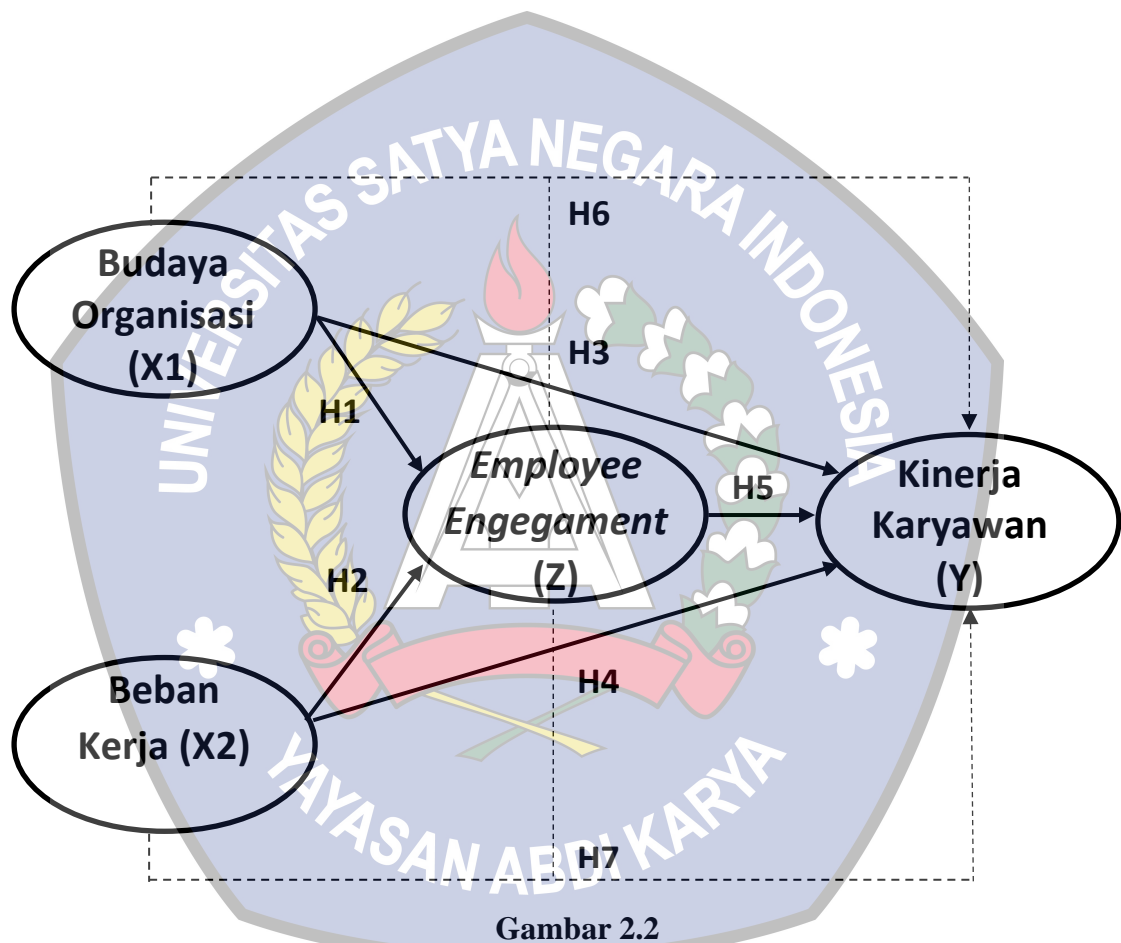 UNIVERSITAS SATYA NEGARA INDONESIA
H6
Budaya
Organisasi
(X1)
H3
H1
Employee
Engegament
(Z)
H5
Kinerja
Karyawan
(Y)
H2
Beban
Kerja (X2)
H4
YAYASAN ABDI KARYA
H7
Gambar 2.2